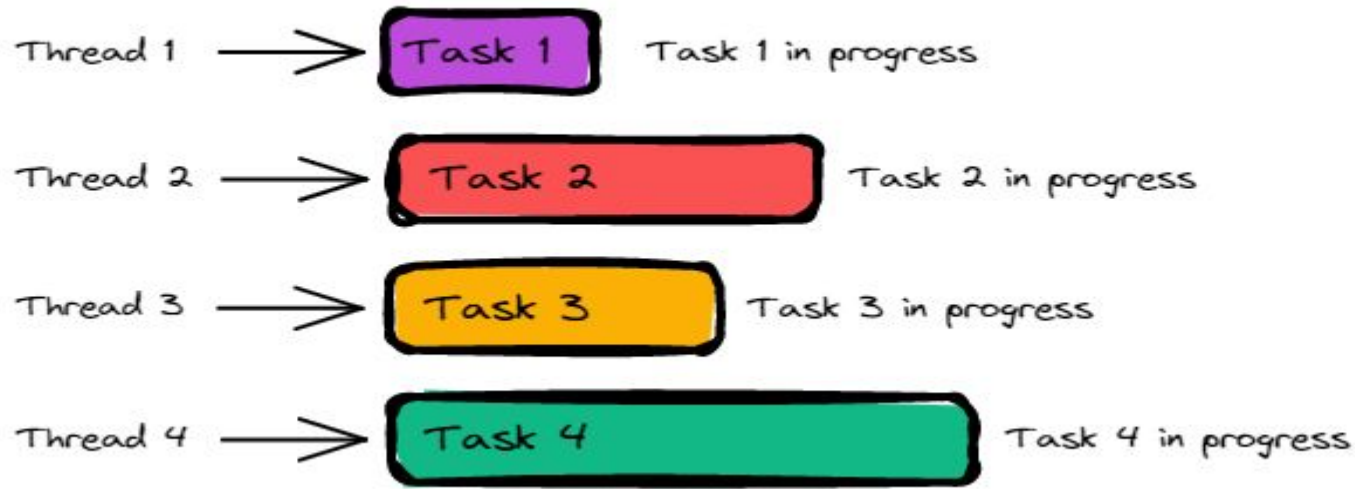 Thread 1 Task 1 Task 1 in progress
Thread 2 Task 2 Task 2 in progress
Thread 3 Task 3 Task 3 in progress
Thread 4 Task 4 Task 4 in progress